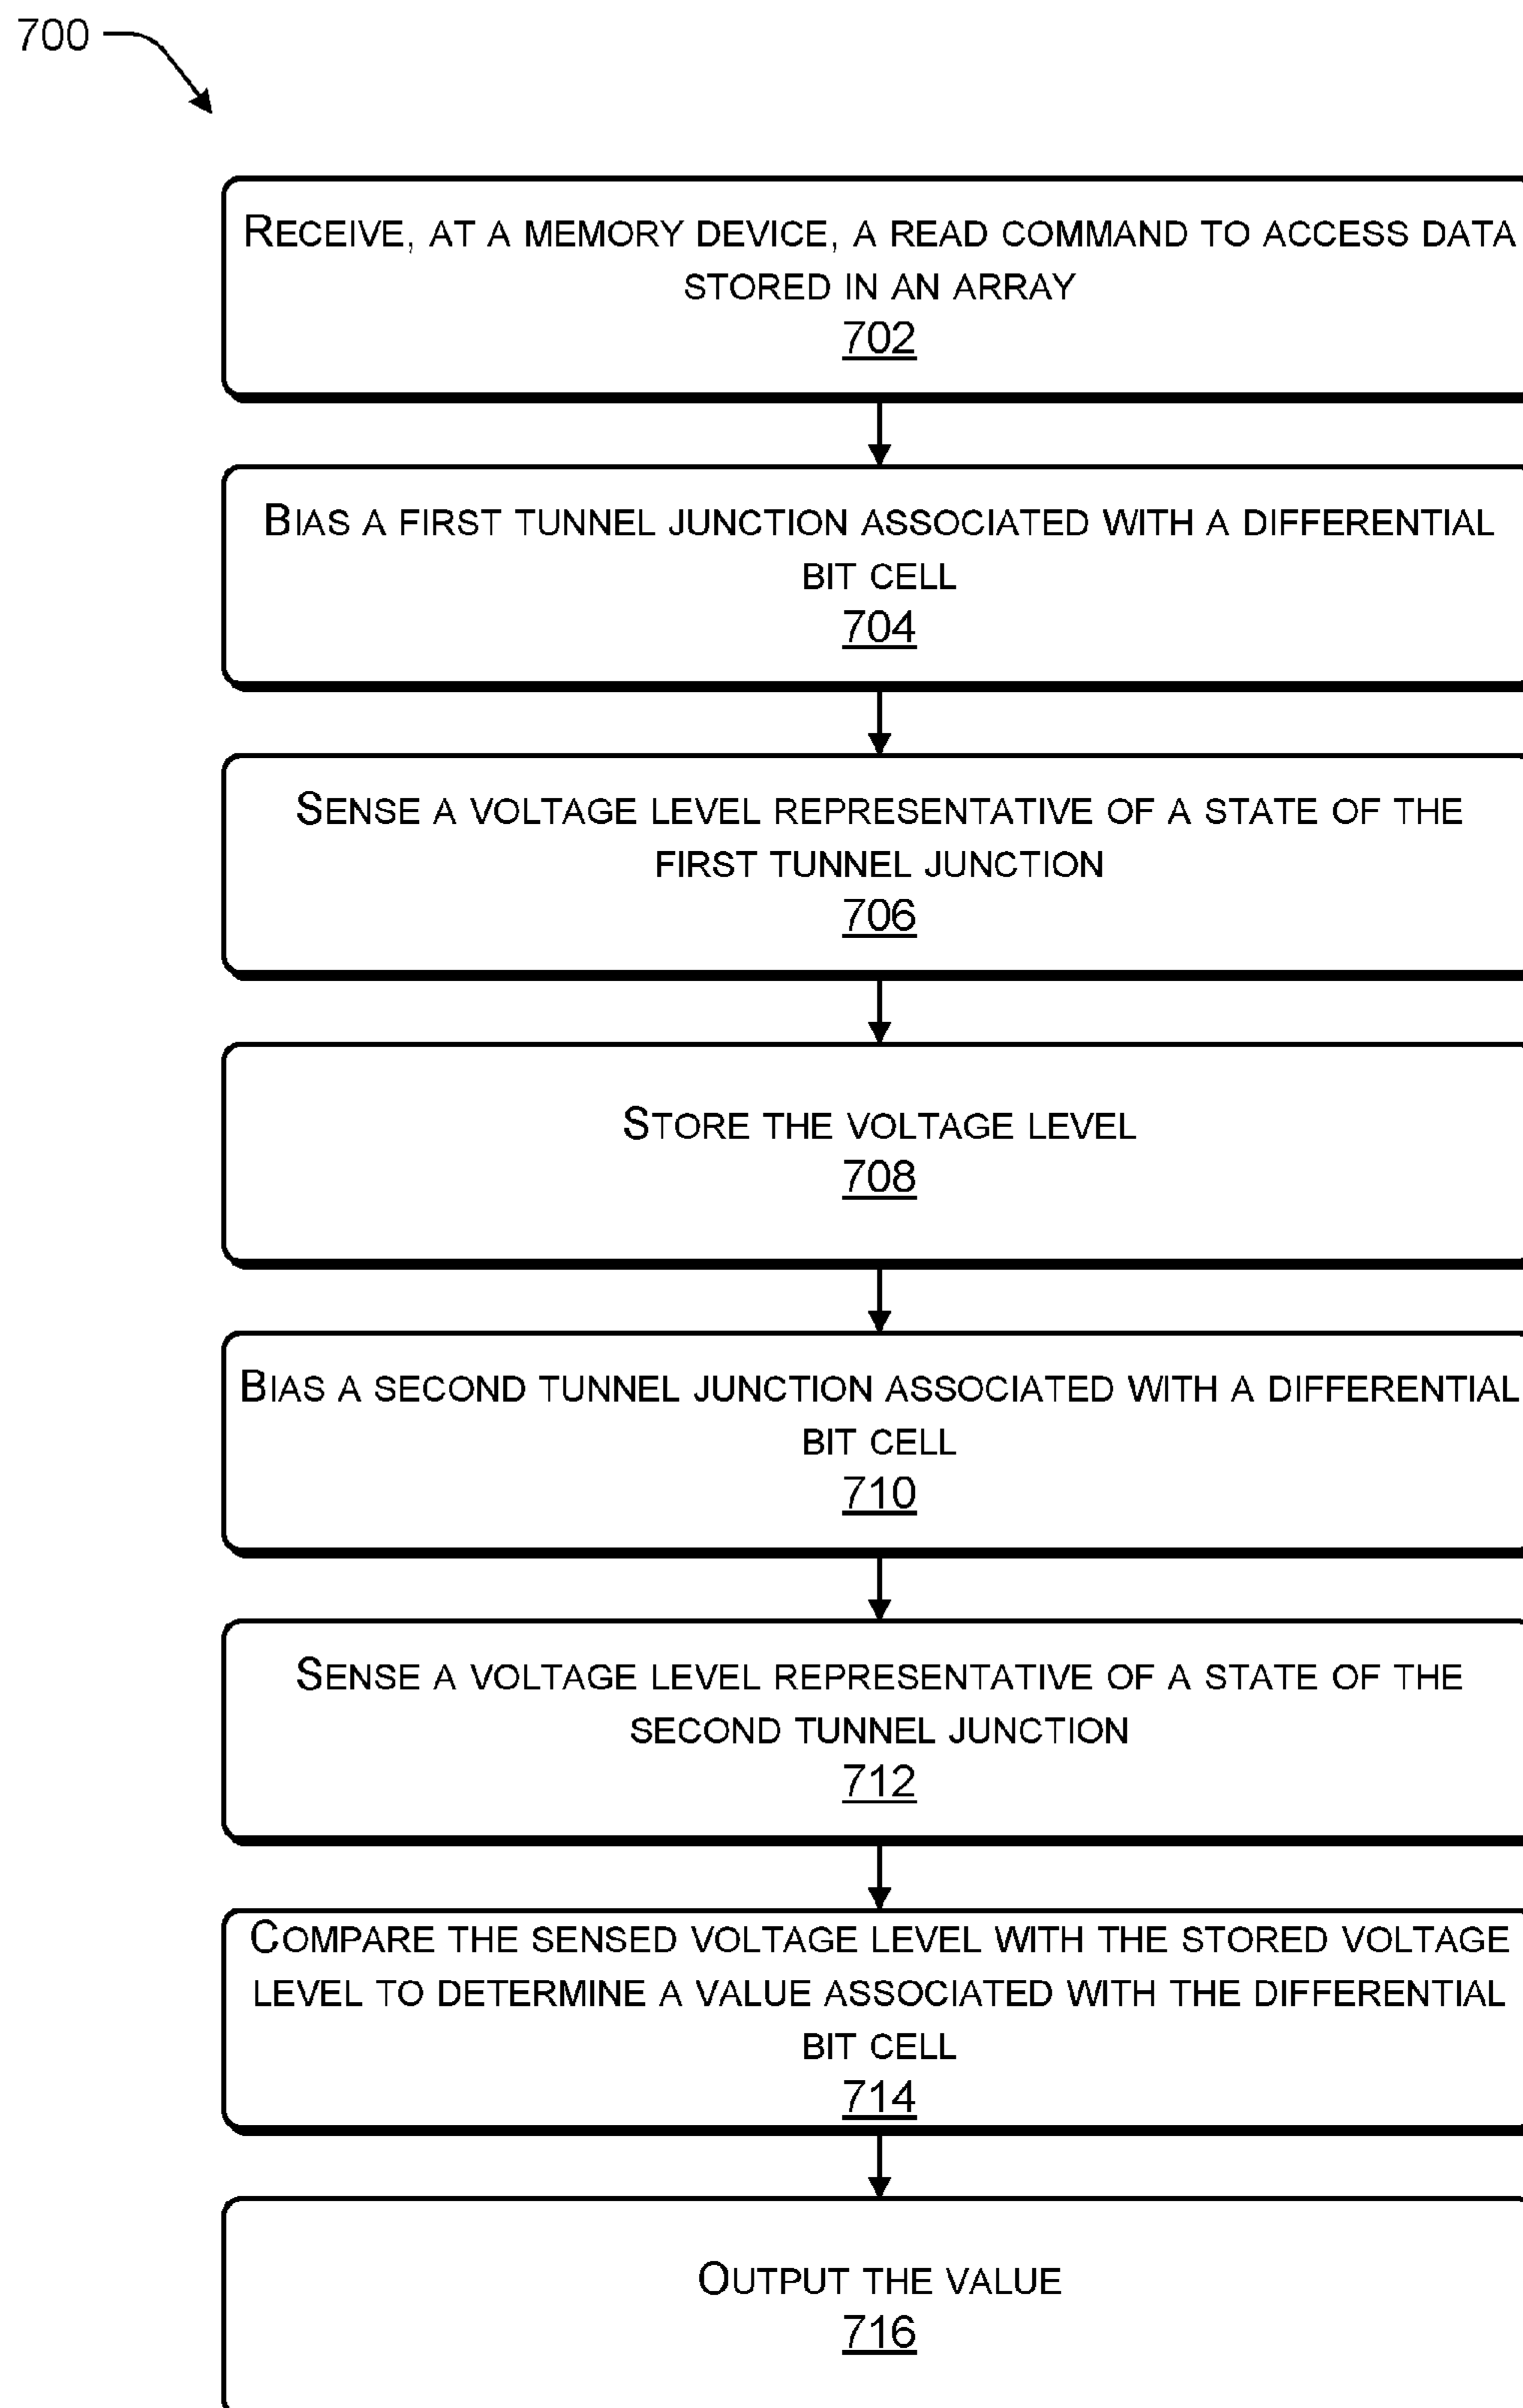 700
RECEIVE, AT A MEMORY DEVICE, A READ COMMAND TO ACCESS DATA
STORED IN AN ARRAY
702
BIAS A FIRST TUNNEL JUNCTION ASSOCIATED WITH A DIFFERENTIAL
BIT CELL
704
SENSE A VOLTAGE LEVEL REPRESENTATIVE OF A STATE OF THE
FIRST TUNNEL JUNCTION
706
STORE THE VOLTAGE LEVEL
708
BIAS A SECOND TUNNEL JUNCTION ASSOCIATED WITH A DIFFERENTIAL
BIT CELL
710
SENSE A VOLTAGE LEVEL REPRESENTATIVE OF A STATE OF THE
SECOND TUNNEL JUNCTION
712
COMPARE THE SENSED VOLTAGE LEVEL WITH THE STORED VOLTAGE
LEVEL TO DETERMINE A VALUE ASSOCIATED WITH THE DIFFERENTIAL
BIT CELL
714
OUTPUT THE VALUE
716